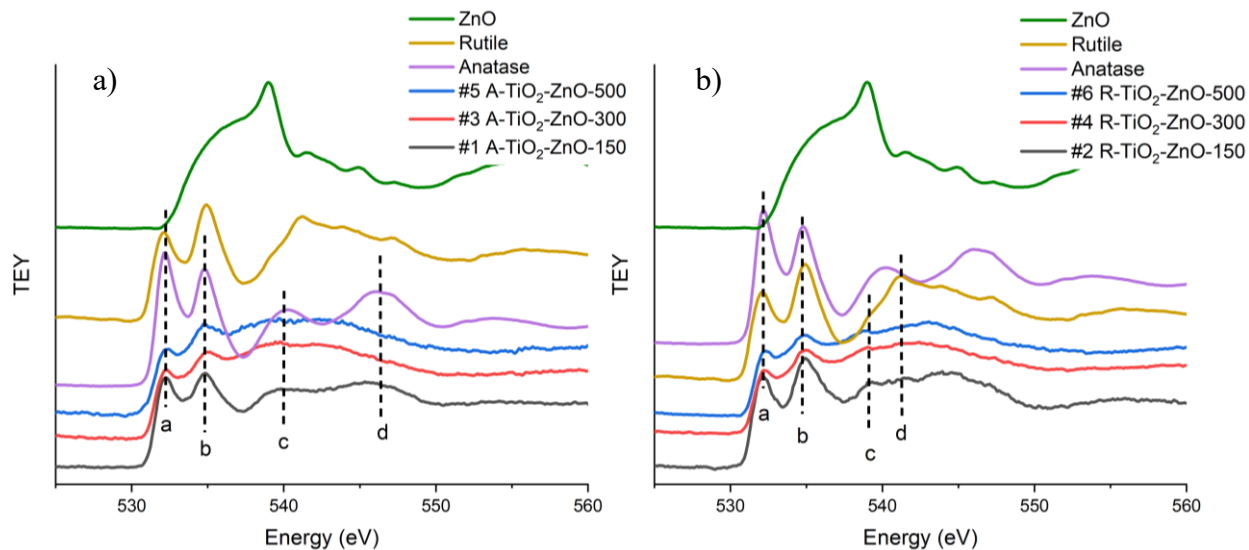 a)
ZnO
Rutile
Anatase
#5 A-TiO₂-ZnO-500
#3 A-TiO₂-ZnO-300
#1 A-TiO₂-ZnO-150
TEY
a
b
c
d
530
540
550
560
Energy (eV)
b)
ZnO
Rutile
Anatase
#6 R-TiO₂-ZnO-500
#4 R-TiO₂-ZnO-300
#2 R-TiO₂-ZnO-150
TEY
a
b
c
d
530
540
550
560
Energy (eV)